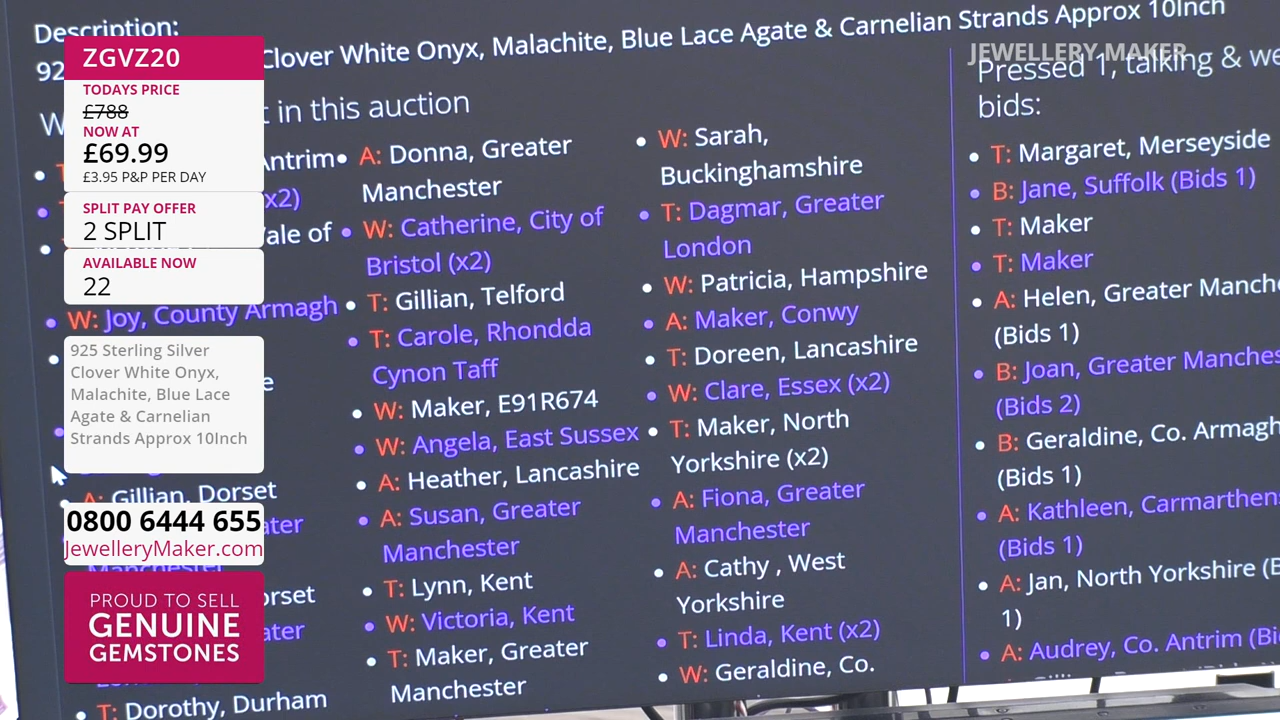 Description:
Clover White Onyx, Malachite, Blue Lace Agate & Carnelian Strands Approx 10Inch
JEWELLERY MAKER
in this auction
ZGVZ20
TODAYS PRICE
£788
NOW AT
£69.99
£3.95 P&P PER DAY
SPLIT PAY OFFER
2 SPLIT
AVAILABLE NOW
22
925 Sterling Silver
Clover White Onyx,
Malachite, Blue Lace
Agate & Carnelian
Strands Approx 10Inch
0800 6444 655
JewelleryMaker.com
PROUD TO SELL
GENUINE
GEMSTONES
Antrim
(x2)
Vale of
W: Joy, County Armagh
A: Gillian, Dorset
Manchester
T: Dorothy, Durham
A: Donna, Greater
Manchester
W: Catherine, City of
Bristol (x2)
T: Gillian, Telford
T: Carole, Rhondda
Cynon Taff
W: Maker, E91R674
W: Angela, East Sussex
A: Heather, Lancashire
A: Susan, Greater
Manchester
T: Lynn, Kent
W: Victoria, Kent
T: Maker, Greater
Manchester
W: Sarah,
Buckinghamshire
T: Dagmar, Greater
London
W: Patricia, Hampshire
A: Maker, Conwy
T: Doreen, Lancashire
W: Clare, Essex (x2)
T: Maker, North
Yorkshire (x2)
A: Fiona, Greater
Manchester
A: Cathy , West
Yorkshire
T: Linda, Kent (x2)
W: Geraldine, Co.
Pressed 1, talking & we
bids:
T: Margaret, Merseyside
B: Jane, Suffolk (Bids 1)
T: Maker
T: Maker
A: Helen, Greater Manche
(Bids 1)
B: Joan, Greater Manches
(Bids 2)
B: Geraldine, Co. Armagh
(Bids 1)
A: Kathleen, Carmarthen
(Bids 1)
A: Jan, North Yorkshire (B
1)
A: Audrey, Co. Antrim (Bi